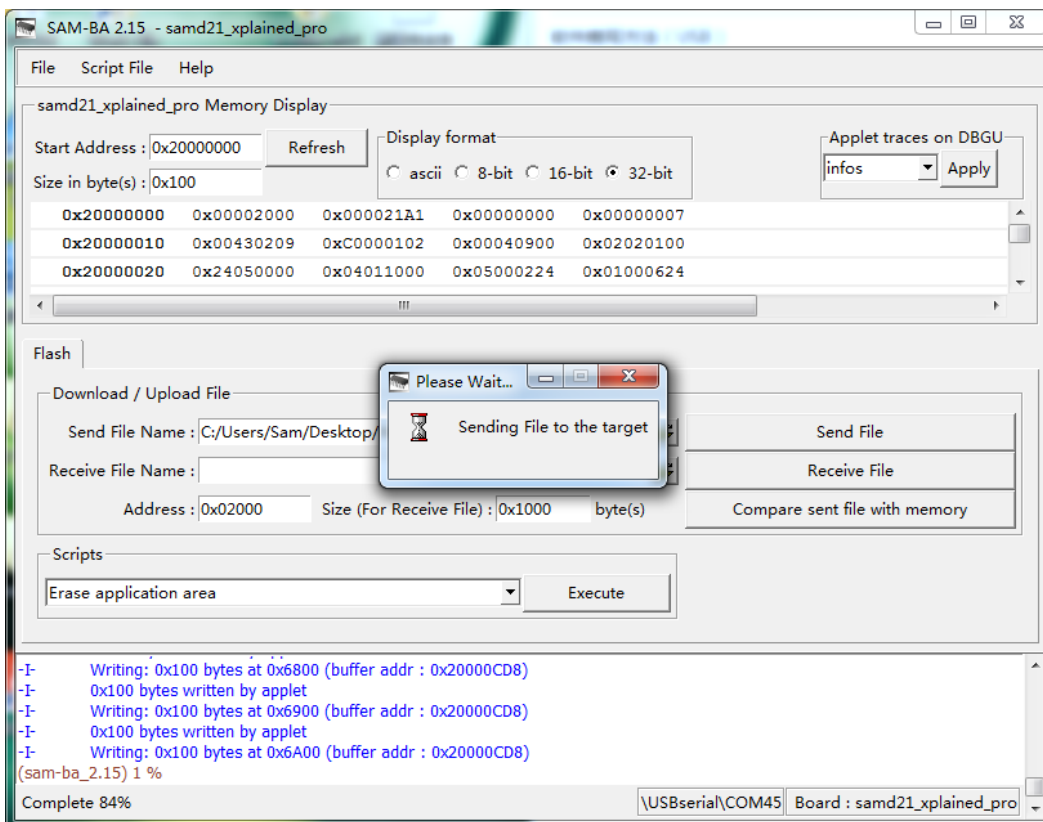 SAM-BA 2.15 - samd21_xplained_pro
File Script File Help
samd21_xplained_pro Memory Display
Start Address : 0x20000000 Refresh
Size in byte(s) : 0x100
Display format
ascii 8-bit 16-bit 32-bit
Applet traces on DBGU
infos Apply
0x20000000 0x00002000 0x000021A1 0x00000000 0x00000007
0x20000010 0x00430209 0xC0000102 0x00040900 0x02020100
0x20000020 0x24050000 0x04011000 0x05000224 0x01000624
Flash
Download / Upload File
Send File Name : C:/Users/Sam/Desktop/ Send File
Receive File Name : Receive File
Address : 0x02000 Size (For Receive File) : 0x1000 byte(s) Compare sent file with memory
Please Wait...
Sending File to the target
Scripts
Erase application area Execute
-I- Writing: 0x100 bytes at 0x6800 (buffer addr : 0x20000CD8)
-I- 0x100 bytes written by applet
-I- Writing: 0x100 bytes at 0x6900 (buffer addr : 0x20000CD8)
-I- 0x100 bytes written by applet
-I- Writing: 0x100 bytes at 0x6A00 (buffer addr : 0x20000CD8)
(sam-ba_2.15) 1 %
Complete 84% \USBserial\COM45 Board : samd21_xplained_pro